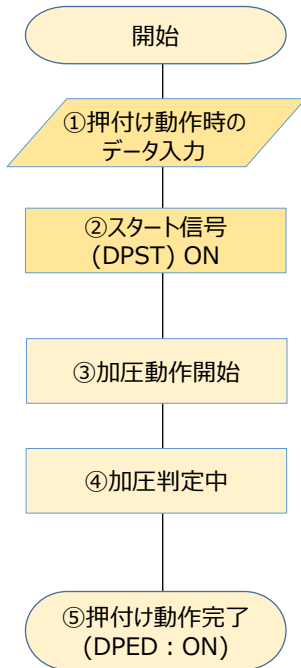 開始
①押付け動作時の
データ入力
②スタート信号
(DPST) ON
③加圧動作開始
④加圧判定中
⑤押付け動作完了
(DPED：ON)